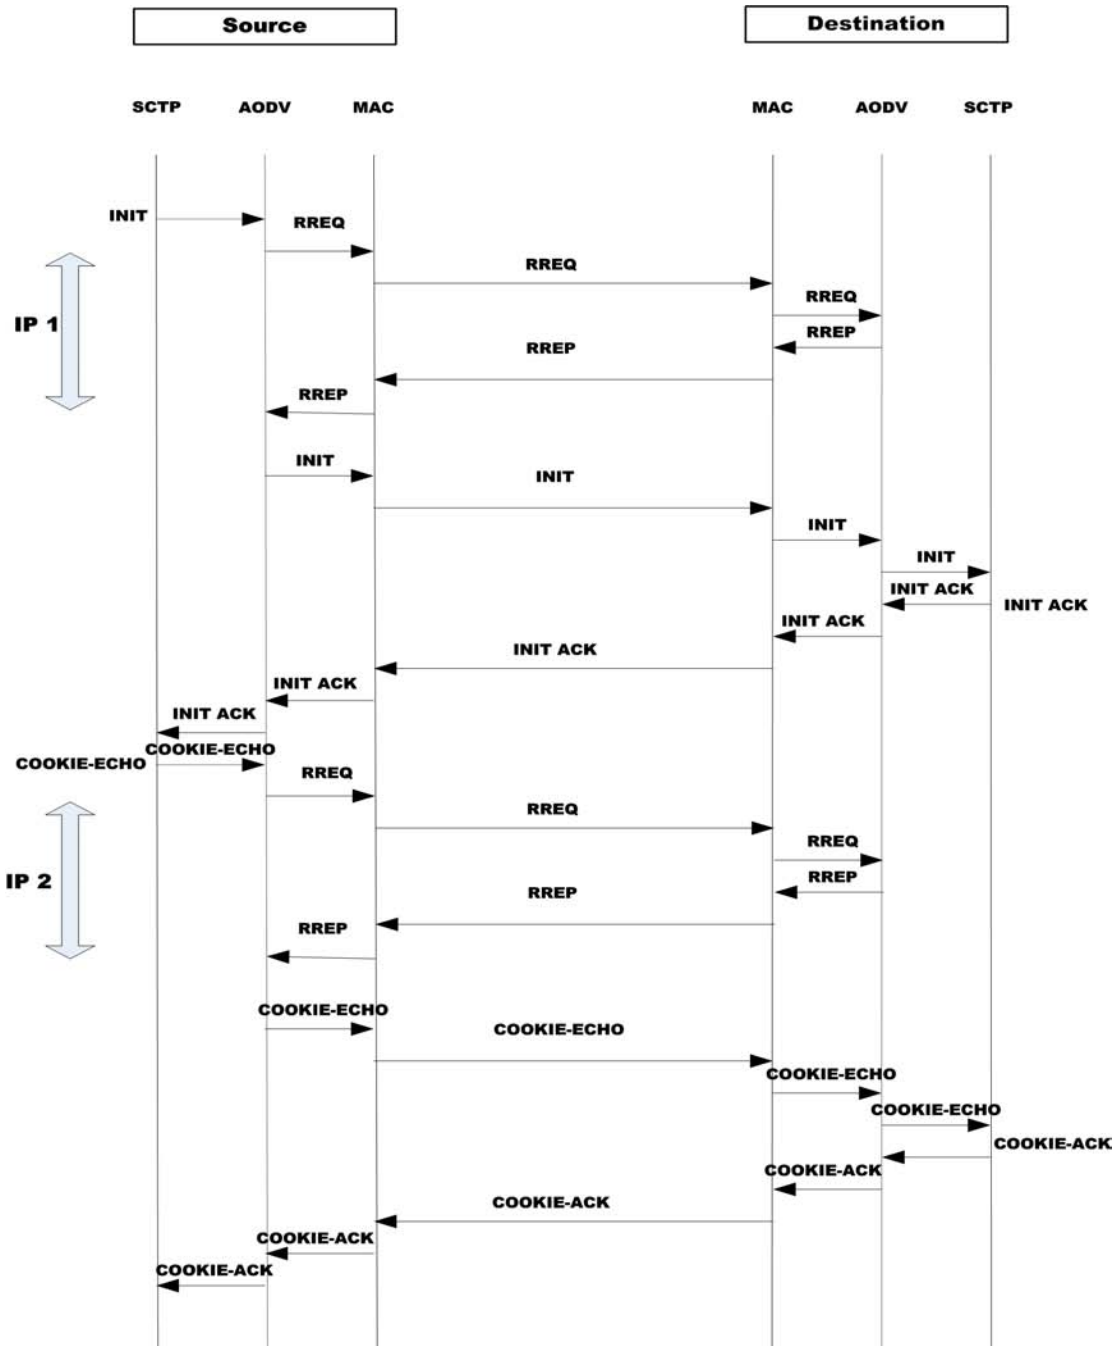 Source Destination
SCTP AODV MAC MAC AODV SCTP
INIT
RREQ
RREQ
RREQ
IP 1
RREP
RREP
RREP
INIT
INIT
INIT
INIT
INIT ACK
INIT ACK
INIT ACK
INIT ACK
INIT ACK
INIT ACK
COOKIE-ECHO
COOKIE-ECHO
RREQ
RREQ
RREQ
IP 2
RREP
RREP
RREP
COOKIE-ECHO
COOKIE-ECHO
COOKIE-ECHO
COOKIE-ECHO
COOKIE-ACK
COOKIE-ACK
COOKIE-ACK
COOKIE-ACK
COOKIE-ACK